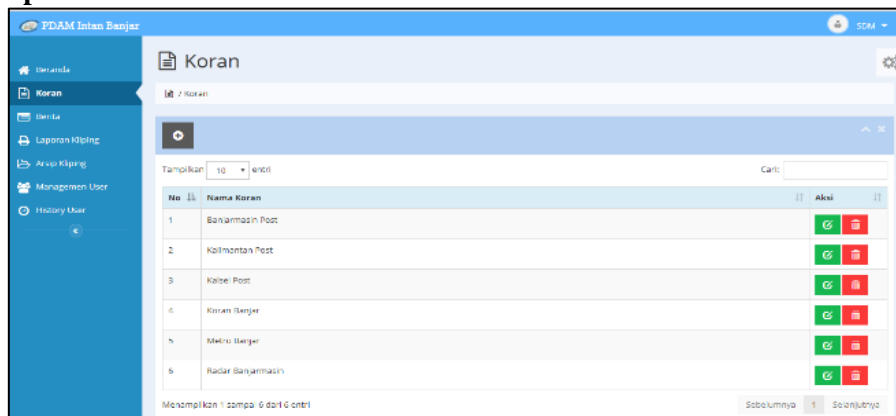 PDAM Intan Banjar
SDM
Beranda
Koran
Berita
Laporan Kliping
Arsip Kliping
Managemen User
History User
Koran
/ Koran
Tampilkan 10 entri
Cari:
No Nama Koran Aksi
1 Banjarmasin Post
2 Kalimantan Post
3 Kalsel Post
4 Koran Banjar
5 Metro Banjar
6 Radar Banjarmasin
Menampilkan 1 sampai 6 dari 6 entri
Sebelumnya 1 Selanjutnya